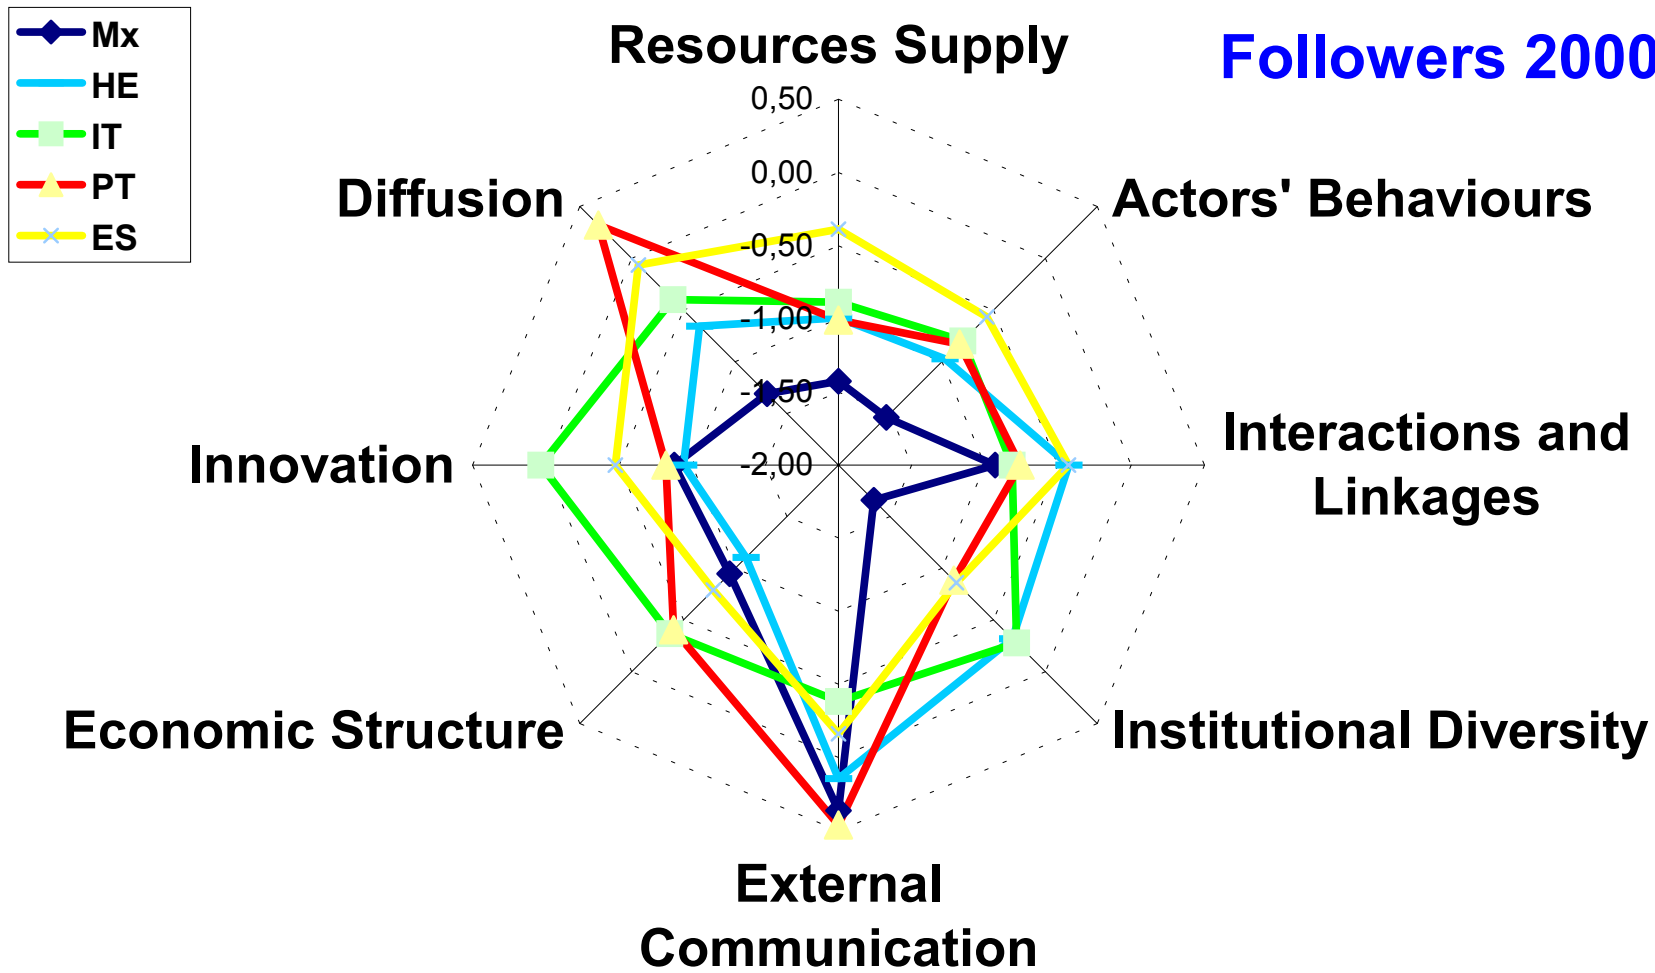 Mx
HE
IT
PT
ES
Resources Supply
Followers 2000
0,50
0,00
-0,50
-1,00
-1,50
-2,00
Diffusion
Actors' Behaviours
Innovation
Interactions and
Linkages
Economic Structure
Institutional Diversity
External
Communication